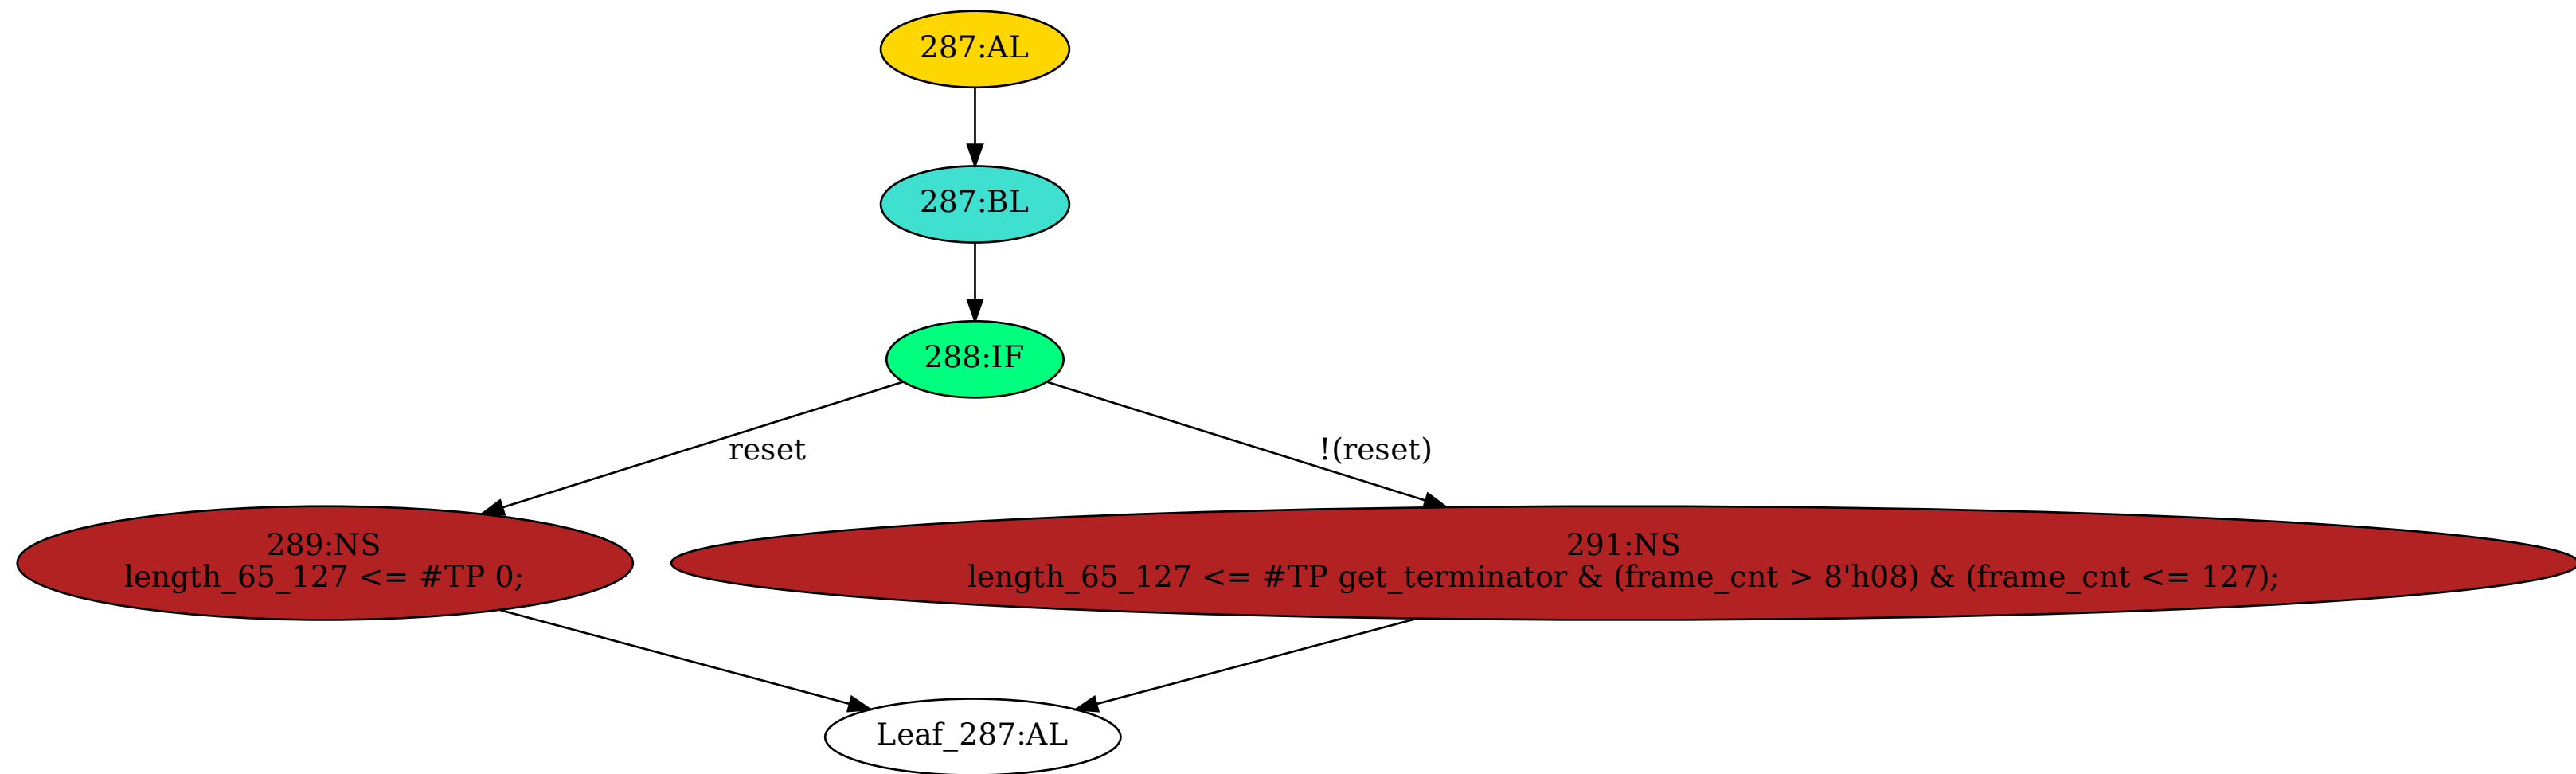 287:AL
287:BL
288:IF
reset
!(reset)
289:NS
length_65_127 <= #TP 0;
291:NS
length_65_127 <= #TP get_terminator & (frame_cnt > 8'h08) & (frame_cnt <= 127);
Leaf_287:AL